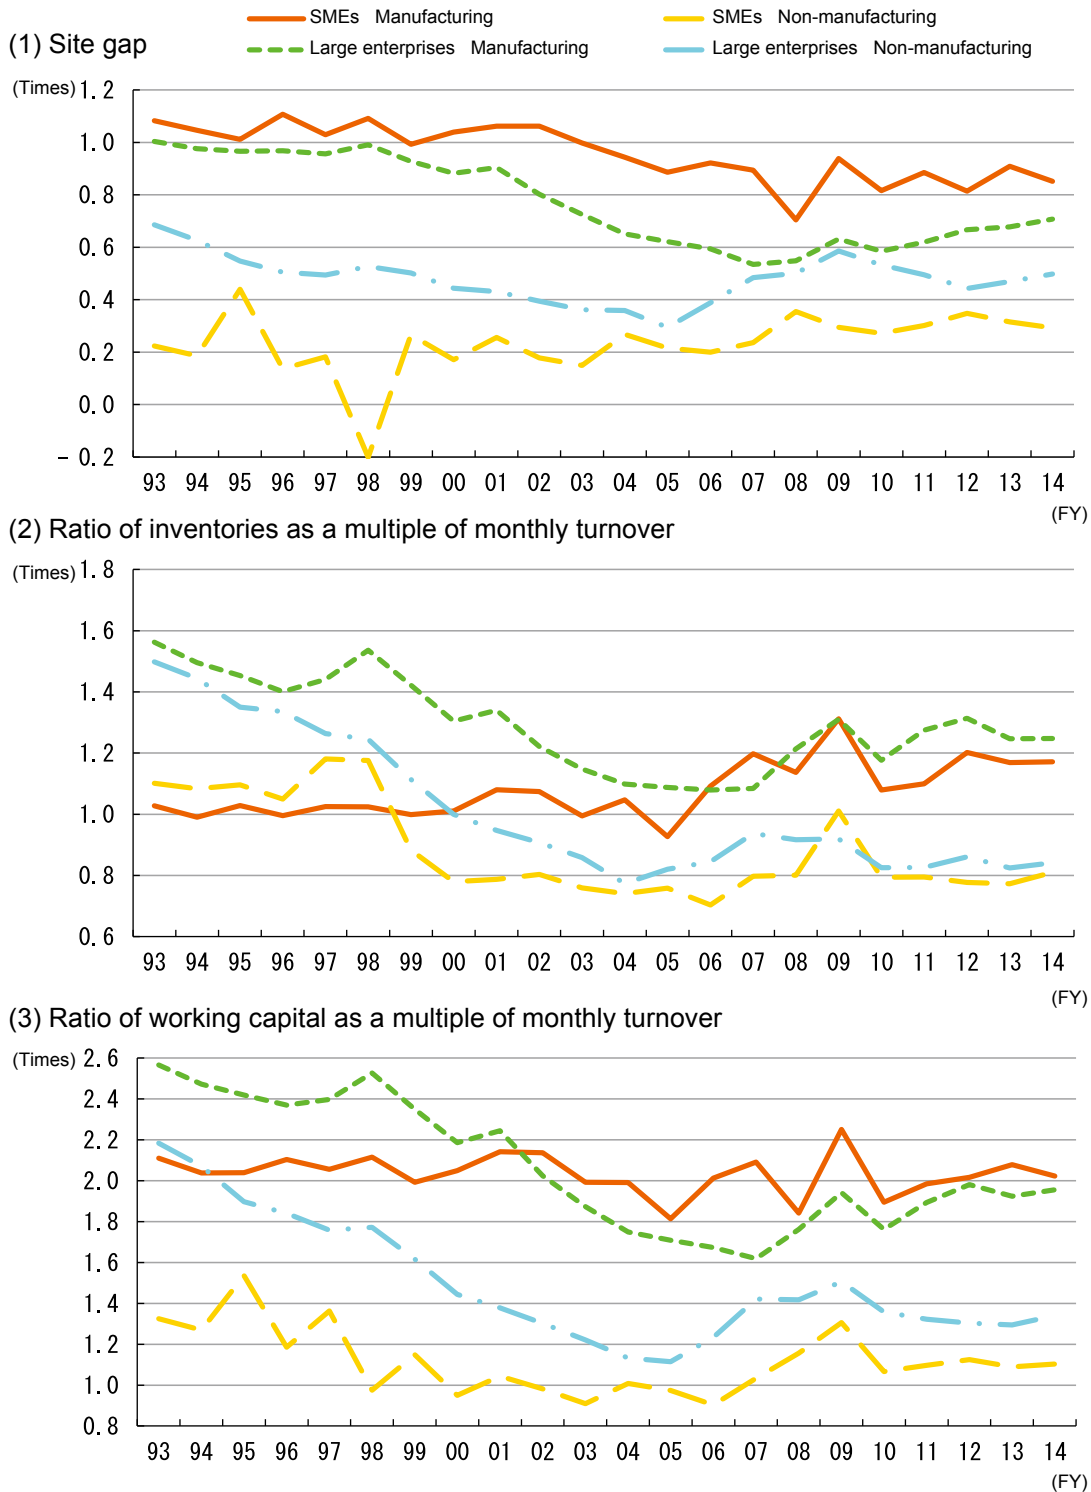 SMEs Manufacturing
SMEs Non-manufacturing
Large enterprises Manufacturing
Large enterprises Non-manufacturing
(1) Site gap
(Times)
1.2
1.0
0.8
0.6
0.4
0.2
0.0
－0.2
93 94 95 96 97 98 99 00 01 02 03 04 05 06 07 08 09 10 11 12 13 14
(FY)
(2) Ratio of inventories as a multiple of monthly turnover
(Times)
1.8
1.6
1.4
1.2
1.0
0.8
0.6
93 94 95 96 97 98 99 00 01 02 03 04 05 06 07 08 09 10 11 12 13 14
(FY)
(3) Ratio of working capital as a multiple of monthly turnover
(Times)
2.6
2.4
2.2
2.0
1.8
1.6
1.4
1.2
1.0
0.8
93 94 95 96 97 98 99 00 01 02 03 04 05 06 07 08 09 10 11 12 13 14
(FY)